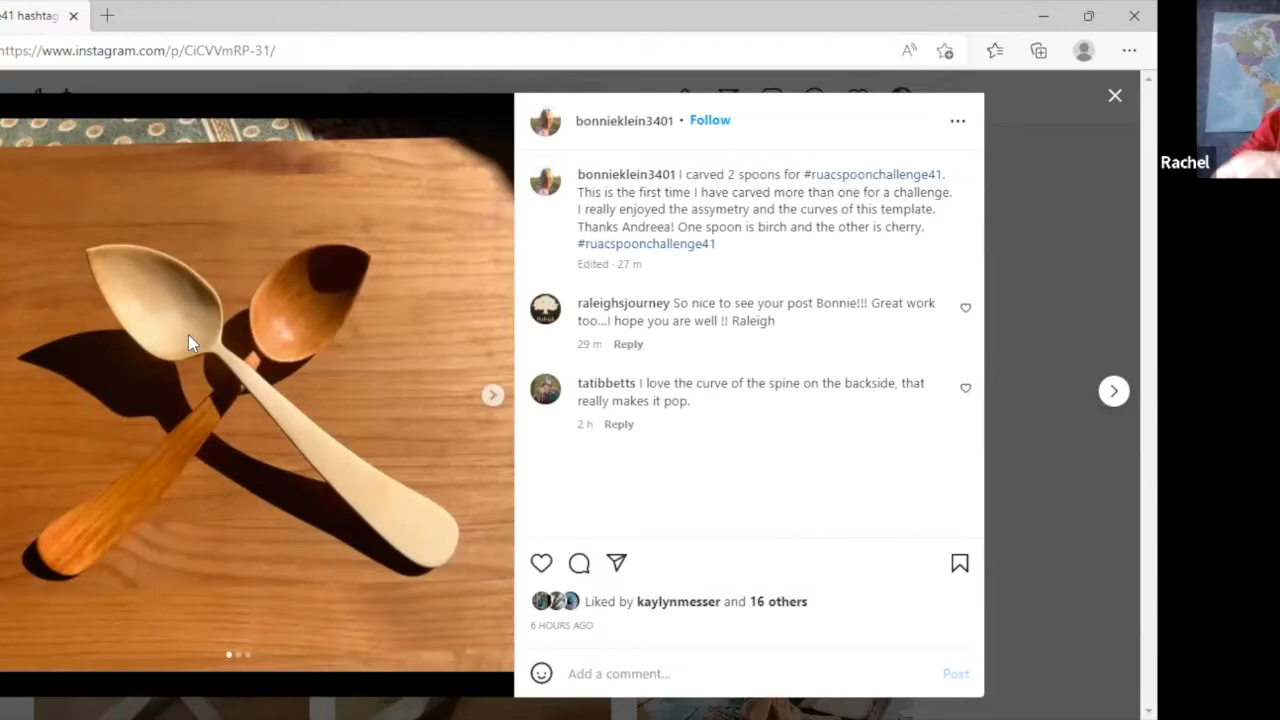 e41 hashtag
https://www.instagram.com/p/CiCVVmRP-31/
Rachel
bonnieklein3401 • Follow
bonnieklein3401 I carved 2 spoons for #ruacspoonchallenge41.
This is the first time I have carved more than one for a challenge.
I really enjoyed the assymetry and the curves of this template.
Thanks Andreea! One spoon is birch and the other is cherry.
#ruacspoonchallenge41
Edited · 27 m
raleighsjourney So nice to see your post Bonnie!!! Great work
too...I hope you are well !! Raleigh
29 m Reply
tatibbetts I love the curve of the spine on the backside, that
really makes it pop.
2 h Reply
Liked by kaylynmesser and 16 others
6 HOURS AGO
Add a comment...
Post